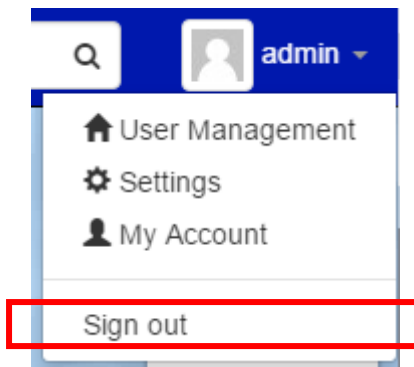 admin
User Management
Settings
My Account
Sign out